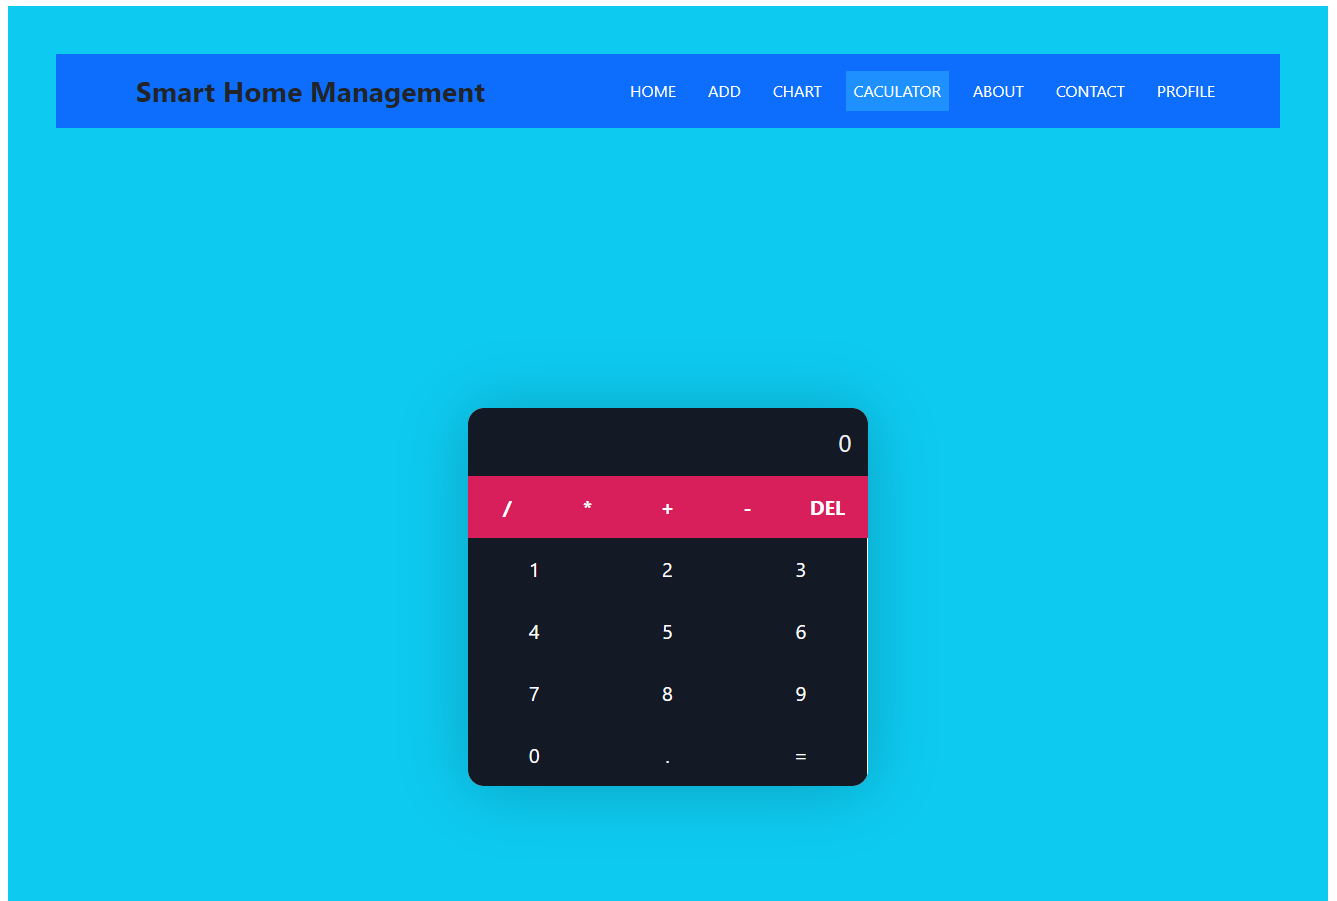 Smart Home Management HOME ADD CHART CACULATOR ABOUT CONTACT PROFILE
0
/ * + - DEL
1 2 3
4 5 6
7 8 9
0 . =